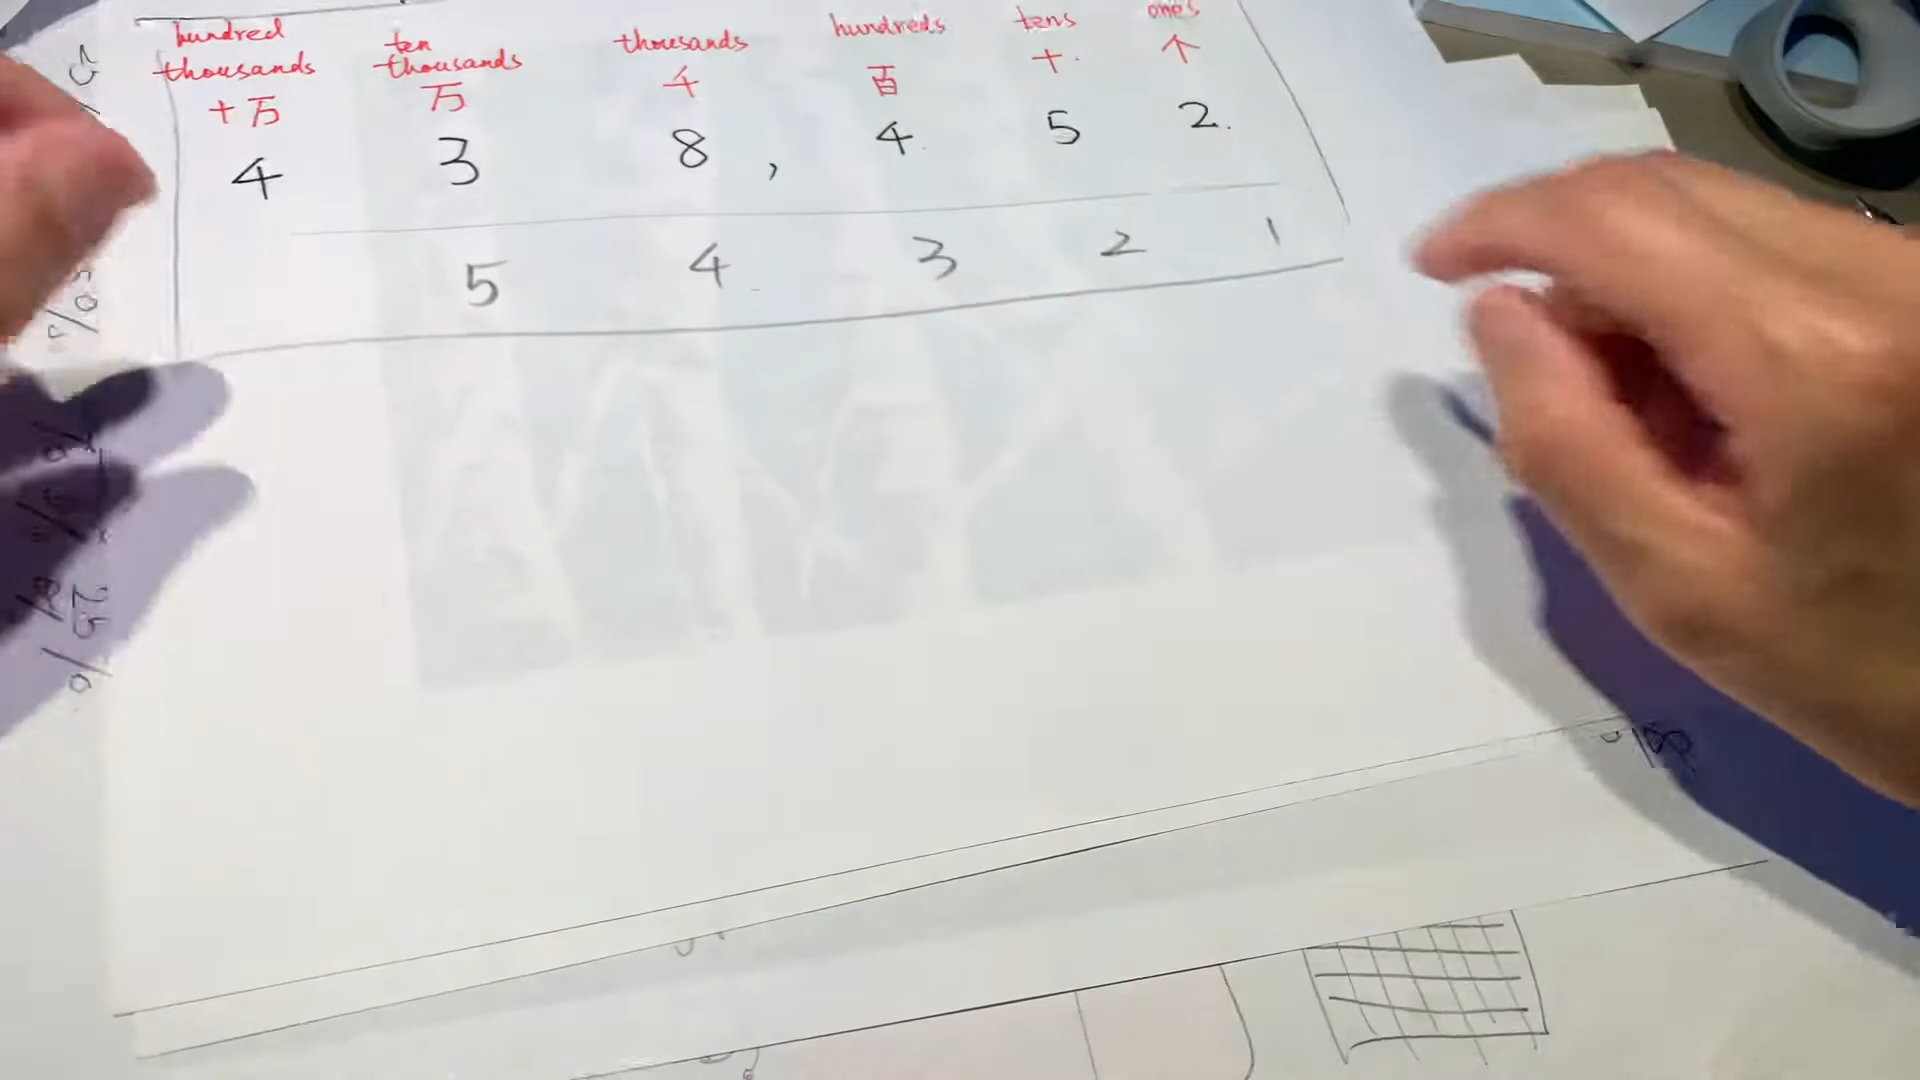 hundred thousands ten thousands thousands hundreds tens ones
十万 万 千 百 十 个
4 3 8 , 4 5 2
5 4 3 2 1
25 %